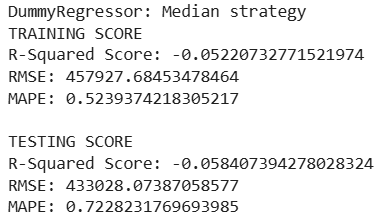 DummyRegressor: Median strategy
TRAINING SCORE
R-Squared Score: -0.05220732771521974
RMSE: 457927.68453478464
MAPE: 0.5239374218305217
TESTING SCORE
R-Squared Score: -0.058407394278028324
RMSE: 433028.07387058577
MAPE: 0.7228231769693985